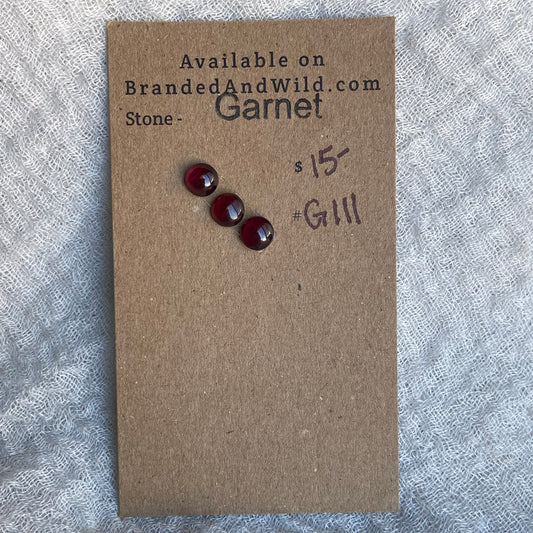 Available on
BrandedAndWild.com
Stone - Garnet
$ 15-
#G111